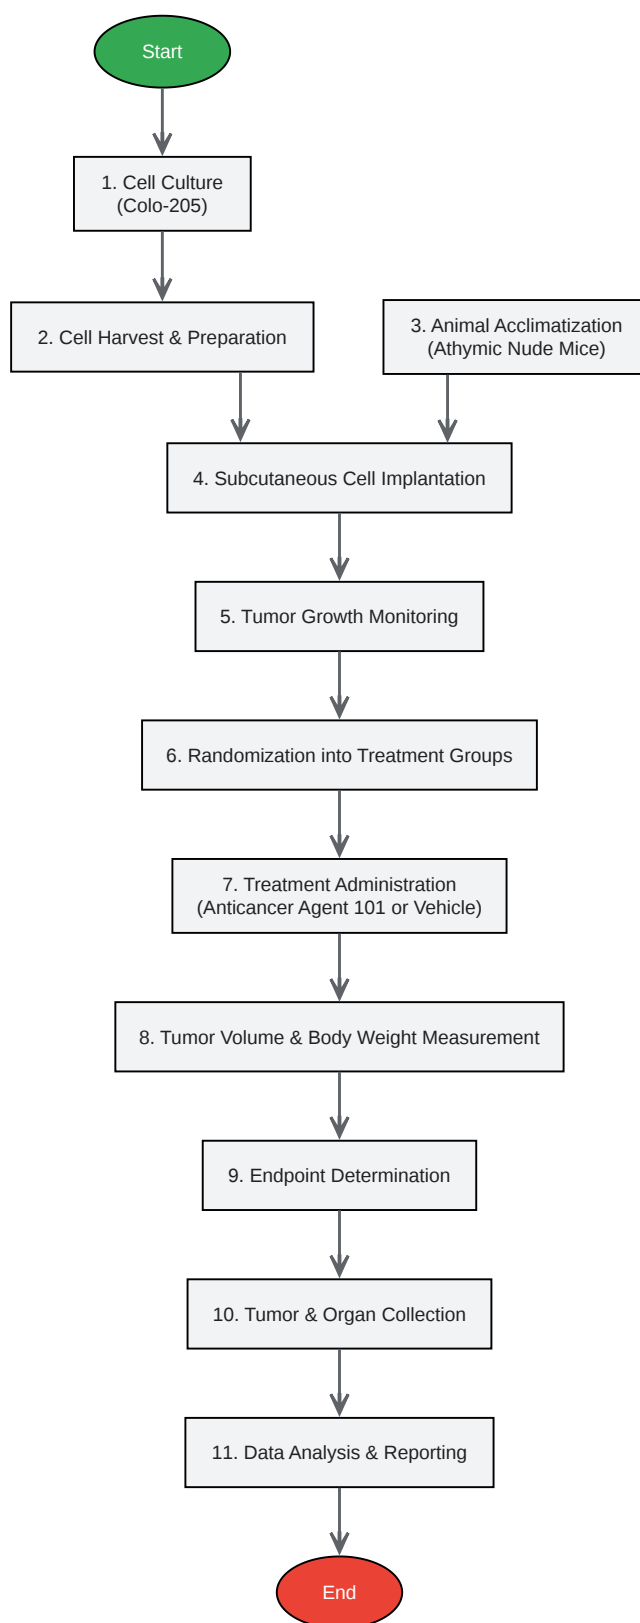 Start
1. Cell Culture
(Colo-205)
2. Cell Harvest & Preparation
3. Animal Acclimatization
(Athymic Nude Mice)
4. Subcutaneous Cell Implantation
5. Tumor Growth Monitoring
6. Randomization into Treatment Groups
7. Treatment Administration
(Anticancer Agent 101 or Vehicle)
8. Tumor Volume & Body Weight Measurement
9. Endpoint Determination
10. Tumor & Organ Collection
11. Data Analysis & Reporting
End